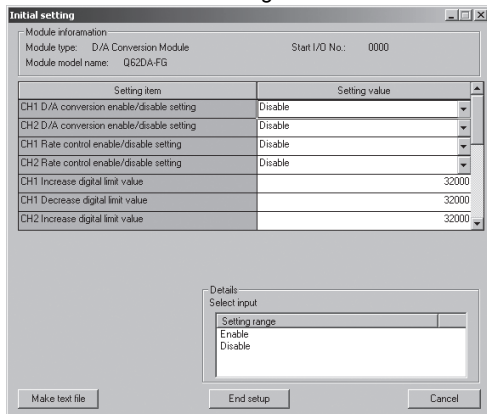 Initial setting
Module inforamation
Module type: D/A Conversion Module Start I/O No.: 0000
Module model name: Q62DA-FG
Setting item Setting value
CH1 D/A conversion enable/disable setting Disable
CH2 D/A conversion enable/disable setting Disable
CH1 Rate control enable/disable setting Disable
CH2 Rate control enable/disable setting Disable
CH1 Increase digital limit value 32000
CH1 Decrease digital limit value 32000
CH2 Increase digital limit value 32000
Details
Select input
Setting range
Enable
Disable
Make text file End setup Cancel